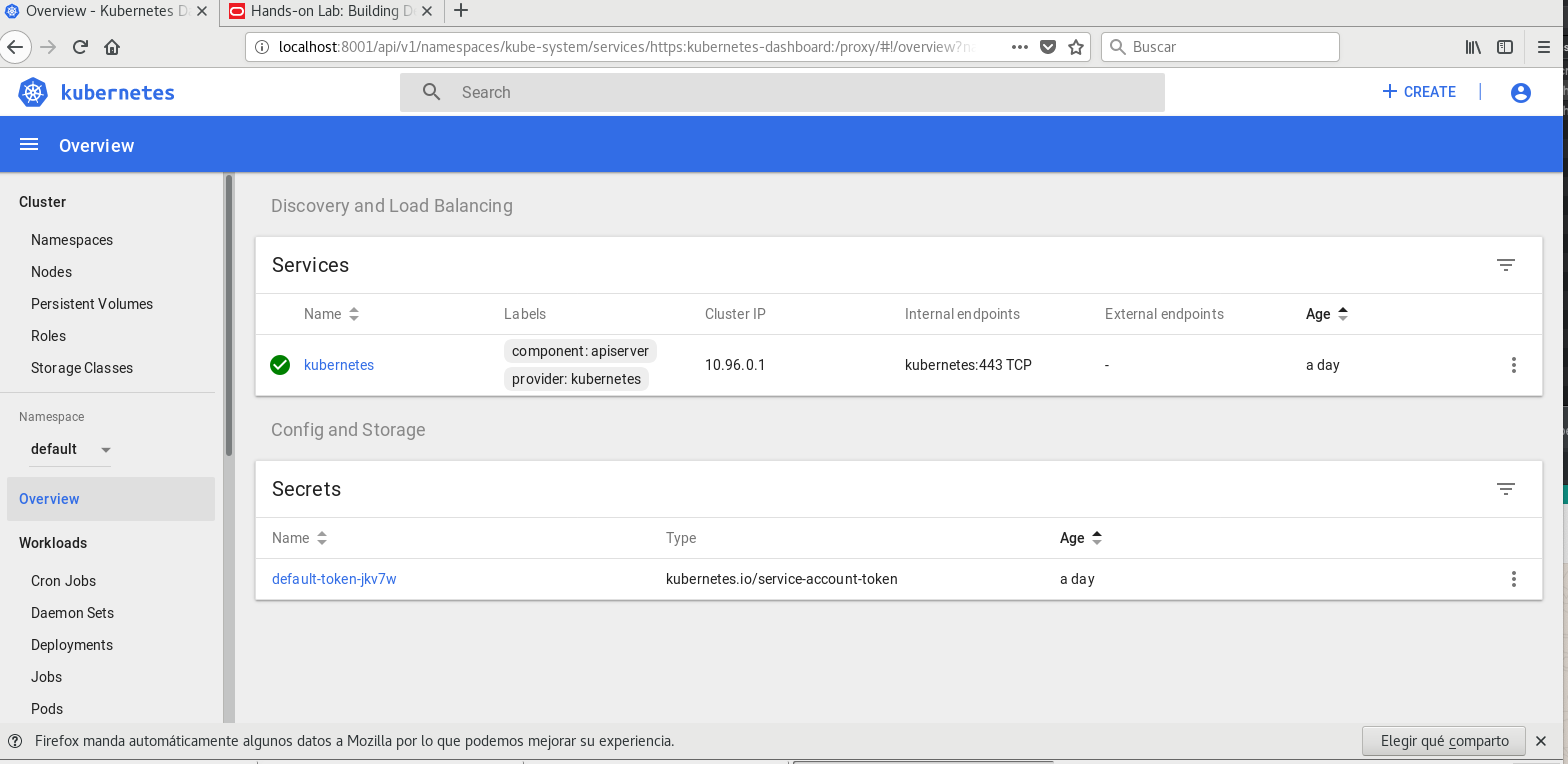 Overview - Kubernetes D
Hands-on Lab: Building D
localhost:8001/api/v1/namespaces/kube-system/services/https:kubernetes-dashboard:/proxy/#!/overview?n
Buscar
kubernetes
Search
CREATE
Overview
Cluster
Namespaces
Nodes
Persistent Volumes
Roles
Storage Classes
Namespace
default
Overview
Workloads
Cron Jobs
Daemon Sets
Deployments
Jobs
Pods
Discovery and Load Balancing
Services
Name Labels Cluster IP Internal endpoints External endpoints Age
kubernetes component: apiserver provider: kubernetes 10.96.0.1 kubernetes:443 TCP - a day
Config and Storage
Secrets
Name Type Age
default-token-jkv7w kubernetes.io/service-account-token a day
Firefox manda automáticamente algunos datos a Mozilla por lo que podemos mejorar su experiencia.
Elegir qué comparto